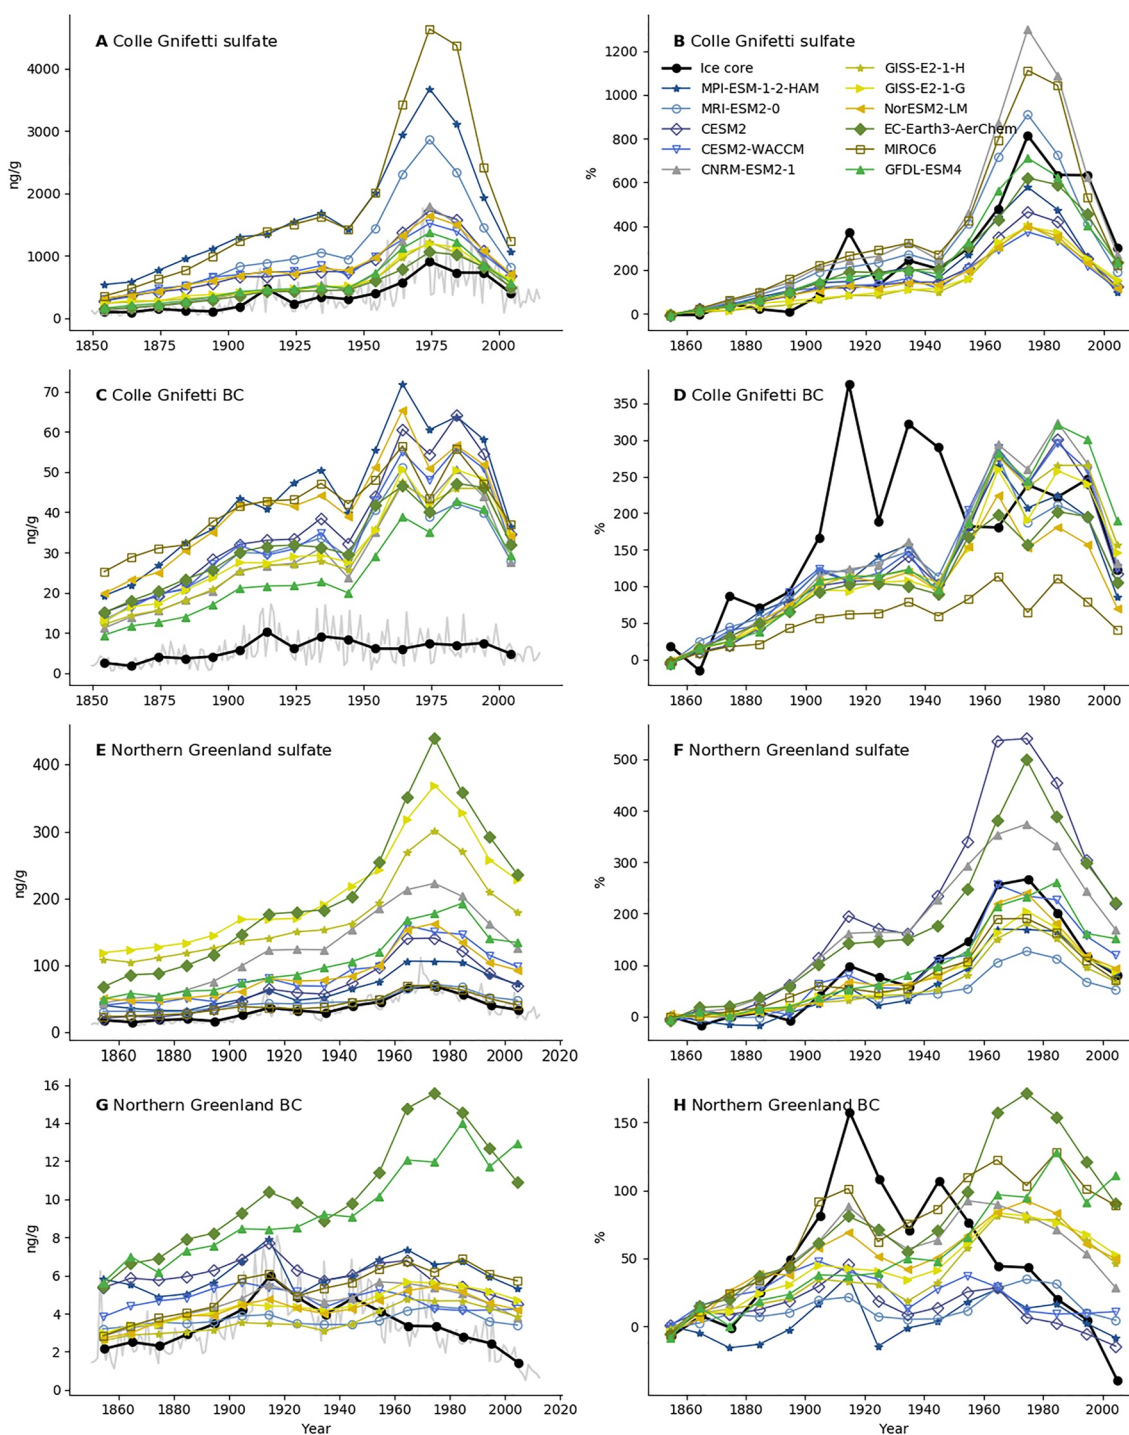 A Colle Gnifetti sulfate
ng/g
4000
3000
2000
1000
0
1850 1875 1900 1925 1950 1975 2000
B Colle Gnifetti sulfate
Ice core
MPI-ESM-1-2-HAM
MRI-ESM2-0
CESM2
CESM2-WACCM
CNRM-ESM2-1
GISS-E2-1-H
GISS-E2-1-G
NorESM2-LM
EC-Earth3-AerChem
MIROC6
GFDL-ESM4
%
1200
1000
800
600
400
200
0
1860 1880 1900 1920 1940 1960 1980 2000
C Colle Gnifetti BC
ng/g
70
60
50
40
30
20
10
0
1850 1875 1900 1925 1950 1975 2000
D Colle Gnifetti BC
%
350
300
250
200
150
100
50
0
1860 1880 1900 1920 1940 1960 1980 2000
E Northern Greenland sulfate
ng/g
400
300
200
100
0
1860 1880 1900 1920 1940 1960 1980 2000 2020
F Northern Greenland sulfate
%
500
400
300
200
100
0
1860 1880 1900 1920 1940 1960 1980 2000
G Northern Greenland BC
ng/g
16
14
12
10
8
6
4
2
0
1860 1880 1900 1920 1940 1960 1980 2000 2020
Year
H Northern Greenland BC
%
150
100
50
0
1860 1880 1900 1920 1940 1960 1980 2000
Year